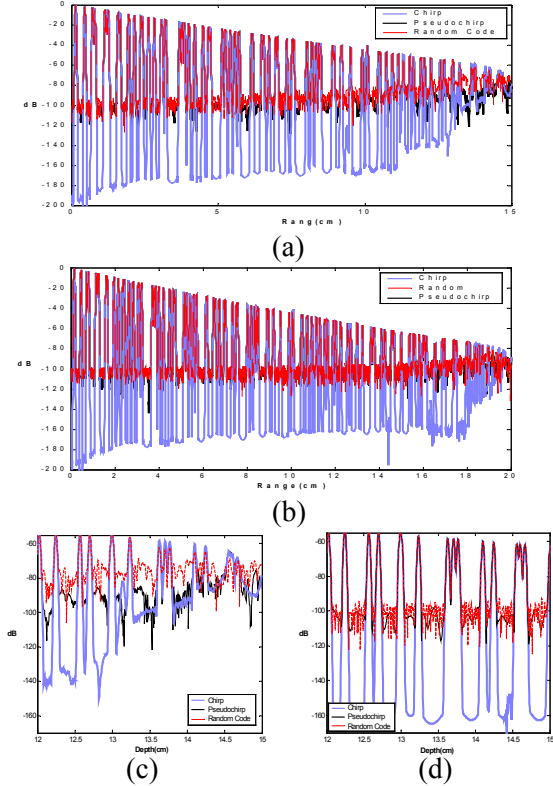 0
-20
-40
-60
-80
dB
-100
-120
-140
-160
-180
-200
Chirp
Pseudochirp
Random Code
0 5 10 15
Rang(cm)
(a)
0
-20
-40
-60
-80
dB
-100
-120
-140
-160
-180
-200
Chirp
Random
Pseudochirp
0 2 4 6 8 10 12 14 16 18 20
Range(cm)
(b)
-60
-80
dB
-100
-120
-140
-170
Chirp
Pseudochirp
Random Code
12 12.5 13 13.5 14 14.5 15
Depth(cm)
(c)
-60
-80
dB
-100
-120
-140
-170
Chirp
Pseudochirp
Random Code
12 12.5 13 13.5 14 14.5 15
Depth(cm)
(d)